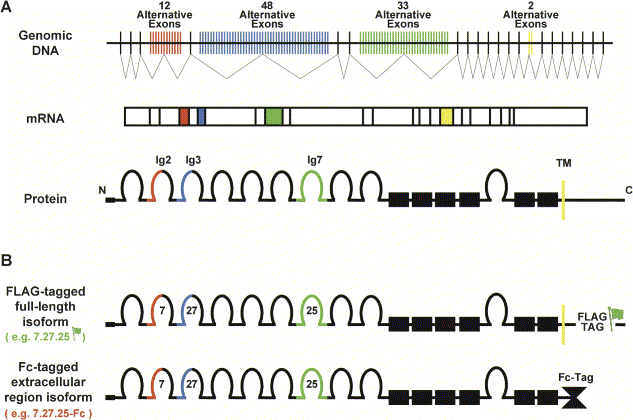 A
12
Alternative
Exons
48
Alternative
Exons
33
Alternative
Exons
2
Alternative
Exons
Genomic
DNA
mRNA
Ig2
Ig3
Ig7
TM
Protein
N
C
B
FLAG-tagged
full-length
isoform
( e.g. 7.27.25 )
7
27
25
FLAG
TAG
Fc-tagged
extracellular
region isoform
( e.g. 7.27.25-Fc )
7
27
25
Fc-Tag